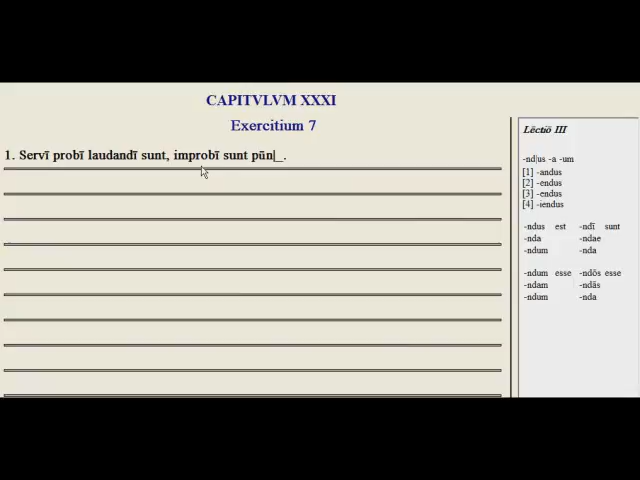 CAPITVLVM XXXI
Exercitium 7
1. Servī probī laudandī sunt, improbī sunt pūn|_.
Lēctiō III
-nd|us -a -um
[1] -andus
[2] -endus
[3] -endus
[4] -iendus
-ndus est -ndī sunt
-nda -ndae
-ndum -nda
-ndum esse -ndōs esse
-ndam -ndās
-ndum -nda